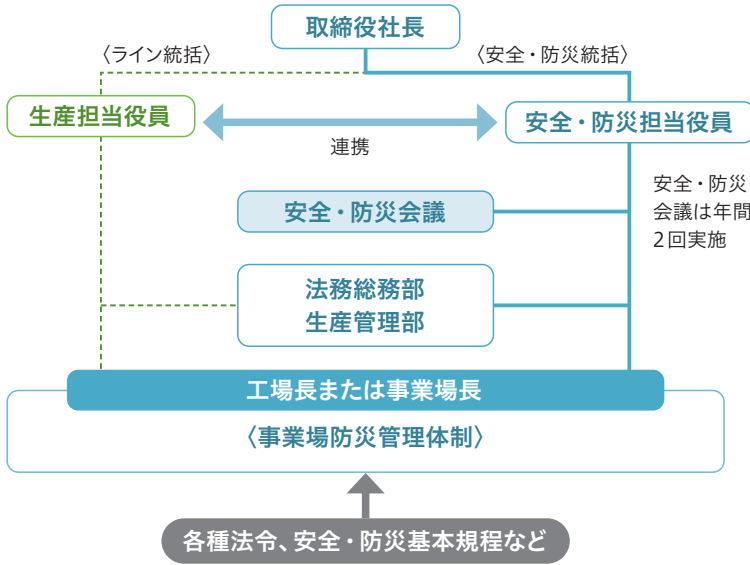 取締役社長
〈ライン統括〉
〈安全・防災統括〉
生産担当役員
安全・防災担当役員
連携
安全・防災
会議は年間
2回実施
安全・防災会議
法務総務部
生産管理部
工場長または事業場長
〈事業場防災管理体制〉
各種法令、安全・防災基本規程など